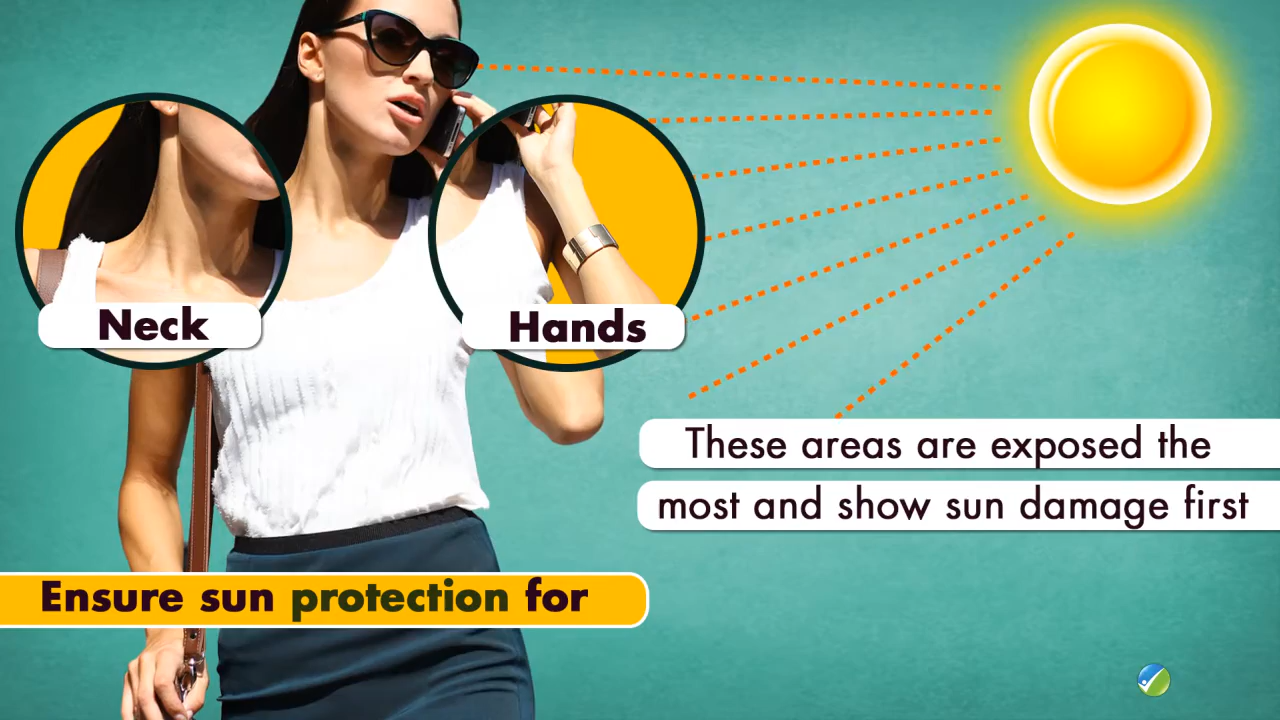 Neck
Hands
These areas are exposed the
most and show sun damage first
Ensure sun protection for